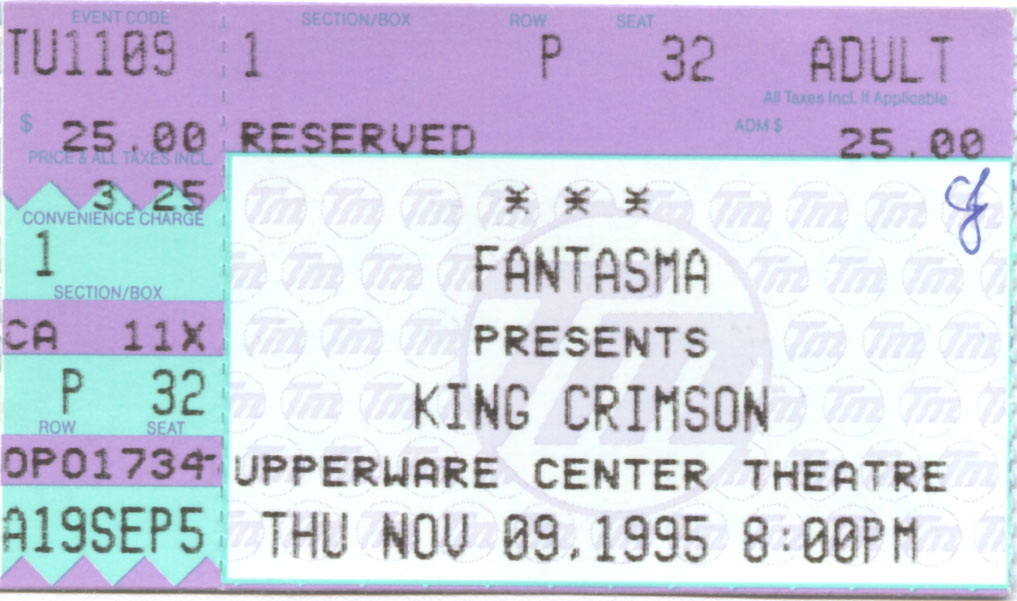 EVENT CODE SECTION/BOX ROW SEAT
TU1109 1 P 32 ADULT
All Taxes Incl. If Applicable
$ 25.00 RESERVED ADM $ 25.00
PRICE & ALL TAXES INCL.
3.25
CONVENIENCE CHARGE
1
SECTION/BOX
CA 11X
P 32
ROW SEAT
OPO1734-
A19SEP5
* * *
FANTASMA
PRESENTS
KING CRIMSON
UPPERWARE CENTER THEATRE
THU NOV 09,1995 8:00PM